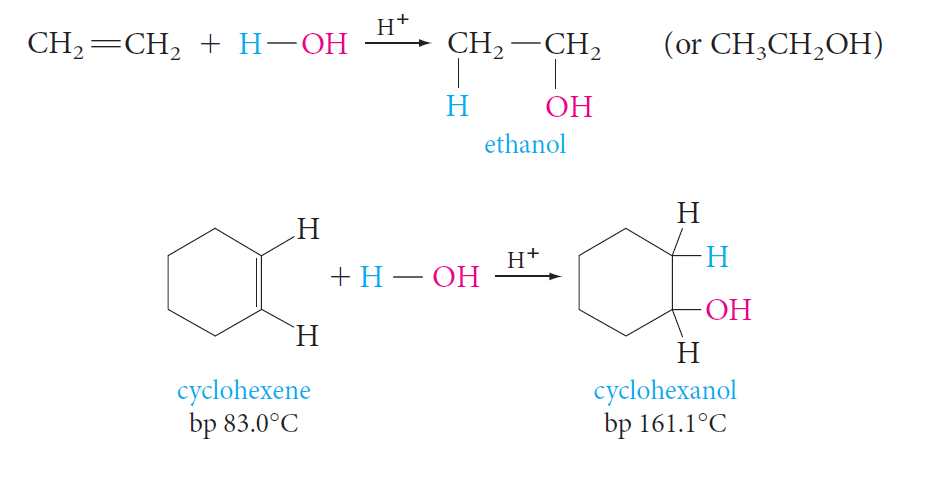 CH₂=CH₂ + H—OH H⁺ CH₂—CH₂ (or CH₃CH₂OH)
H OH
ethanol
H H
H
+ H — OH H⁺
OH
H H
cyclohexene cyclohexanol
bp 83.0°C bp 161.1°C